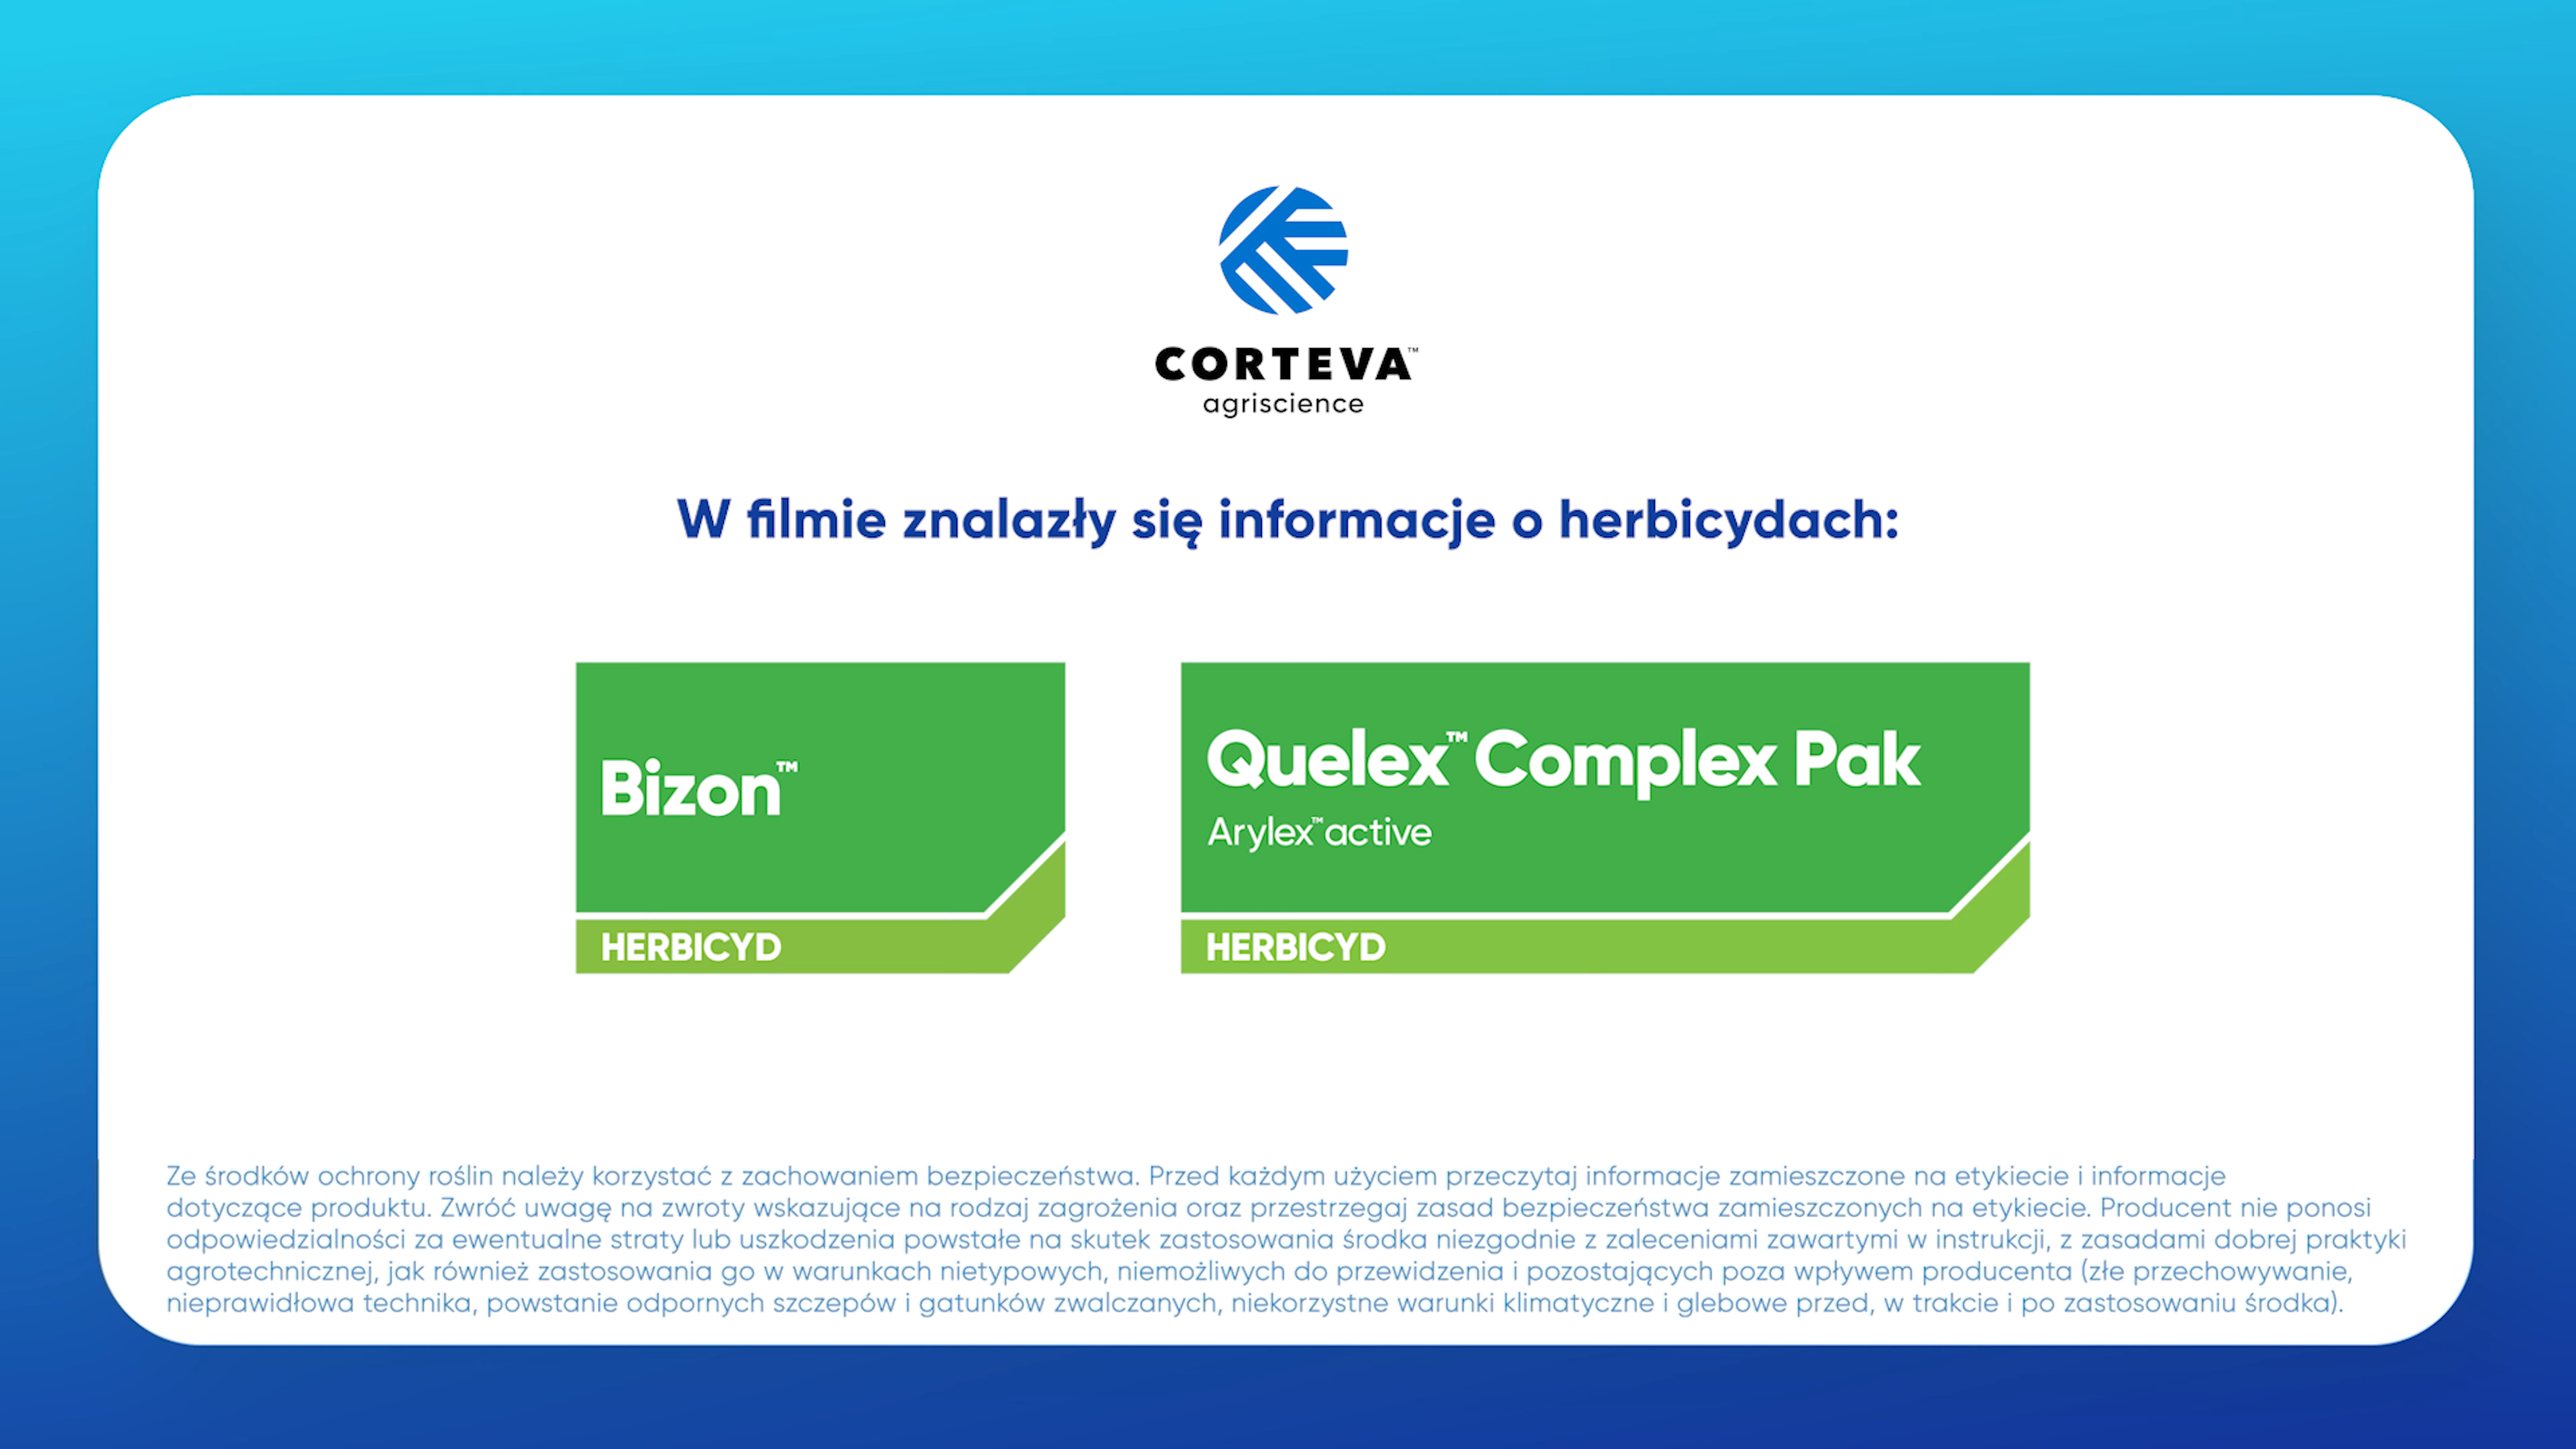 CORTEVA™
agriscience
W filmie znalazły się informacje o herbicydach:
Bizon™
HERBICYD
Quelex™ Complex Pak
Arylex™ active
HERBICYD
Ze środków ochrony roślin należy korzystać z zachowaniem bezpieczeństwa. Przed każdym użyciem przeczytaj informacje zamieszczone na etykiecie i informacje
dotyczące produktu. Zwróć uwagę na zwroty wskazujące na rodzaj zagrożenia oraz przestrzegaj zasad bezpieczeństwa zamieszczonych na etykiecie. Producent nie ponosi
odpowiedzialności za ewentualne straty lub uszkodzenia powstałe na skutek zastosowania środka niezgodnie z zaleceniami zawartymi w instrukcji, z zasadami dobrej praktyki
agrotechnicznej, jak również zastosowania go w warunkach nietypowych, niemożliwych do przewidzenia i pozostających poza wpływem producenta (złe przechowywanie,
nieprawidłowa technika, powstanie odpornych szczepów i gatunków zwalczanych, niekorzystne warunki klimatyczne i glebowe przed, w trakcie i po zastosowaniu środka).